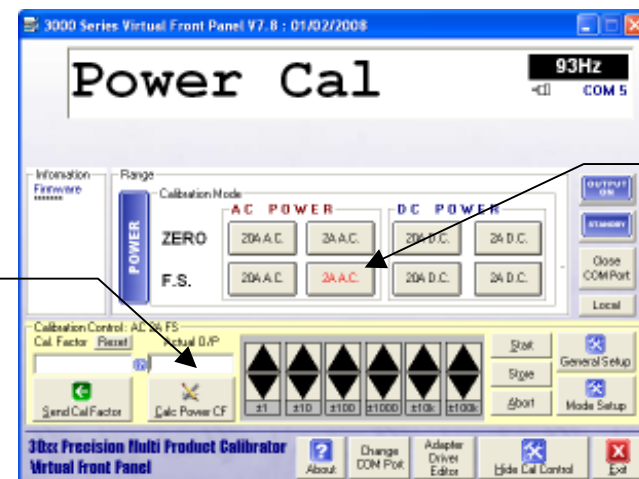 3000 Series Virtual Front Panel V7.8 : 01/02/2008
Power Cal
93Hz
COM 5
Information
Firmware
Range
POWER
Calibration Mode
AC POWER
DC POWER
ZERO
20A A.C.
2A A.C.
20A D.C.
2A D.C.
F.S.
20A A.C.
2A A.C.
20A D.C.
2A D.C.
OUTPUT ON
STANDBY
Close COM Port
Local
Calibration Control: AC 2A FS
Cal. Factor
Reset
Actual O/P
Send Cal Factor
Calc Power CF
±1
±10
±100
±1000
±10k
±100k
Start
Store
Abort
General Setup
Mode Setup
30xx Precision Multi Product Calibrator
Virtual Front Panel
About
Change COM Port
Adapter Driver Editor
Hide Cal Control
Exit